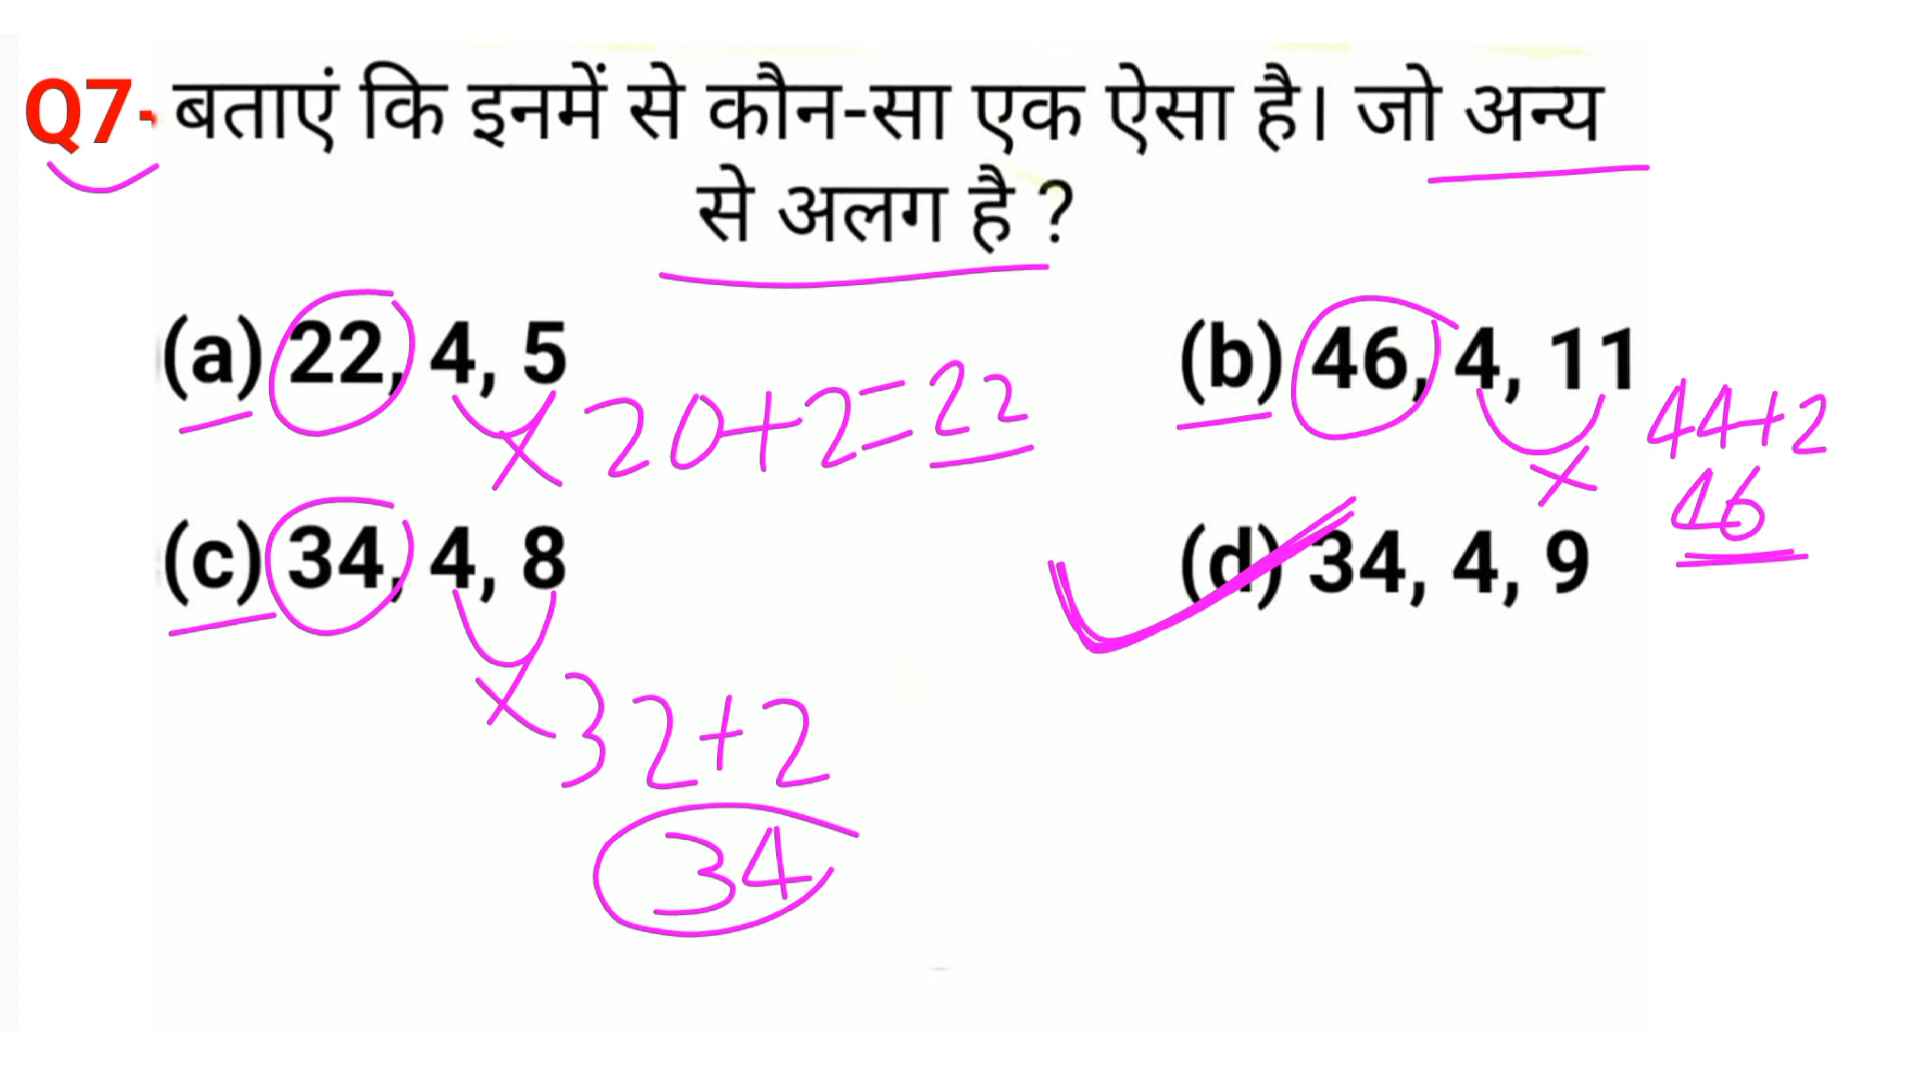 Q7- बताएं कि इनमें से कौन-सा एक ऐसा है। जो अन्य
से अलग है ?
(a) 22, 4, 5
× 20+2=22
(b) 46, 4, 11
× 44+2
46
(c) 34, 4, 8
× 32+2
34
(d) 34, 4, 9